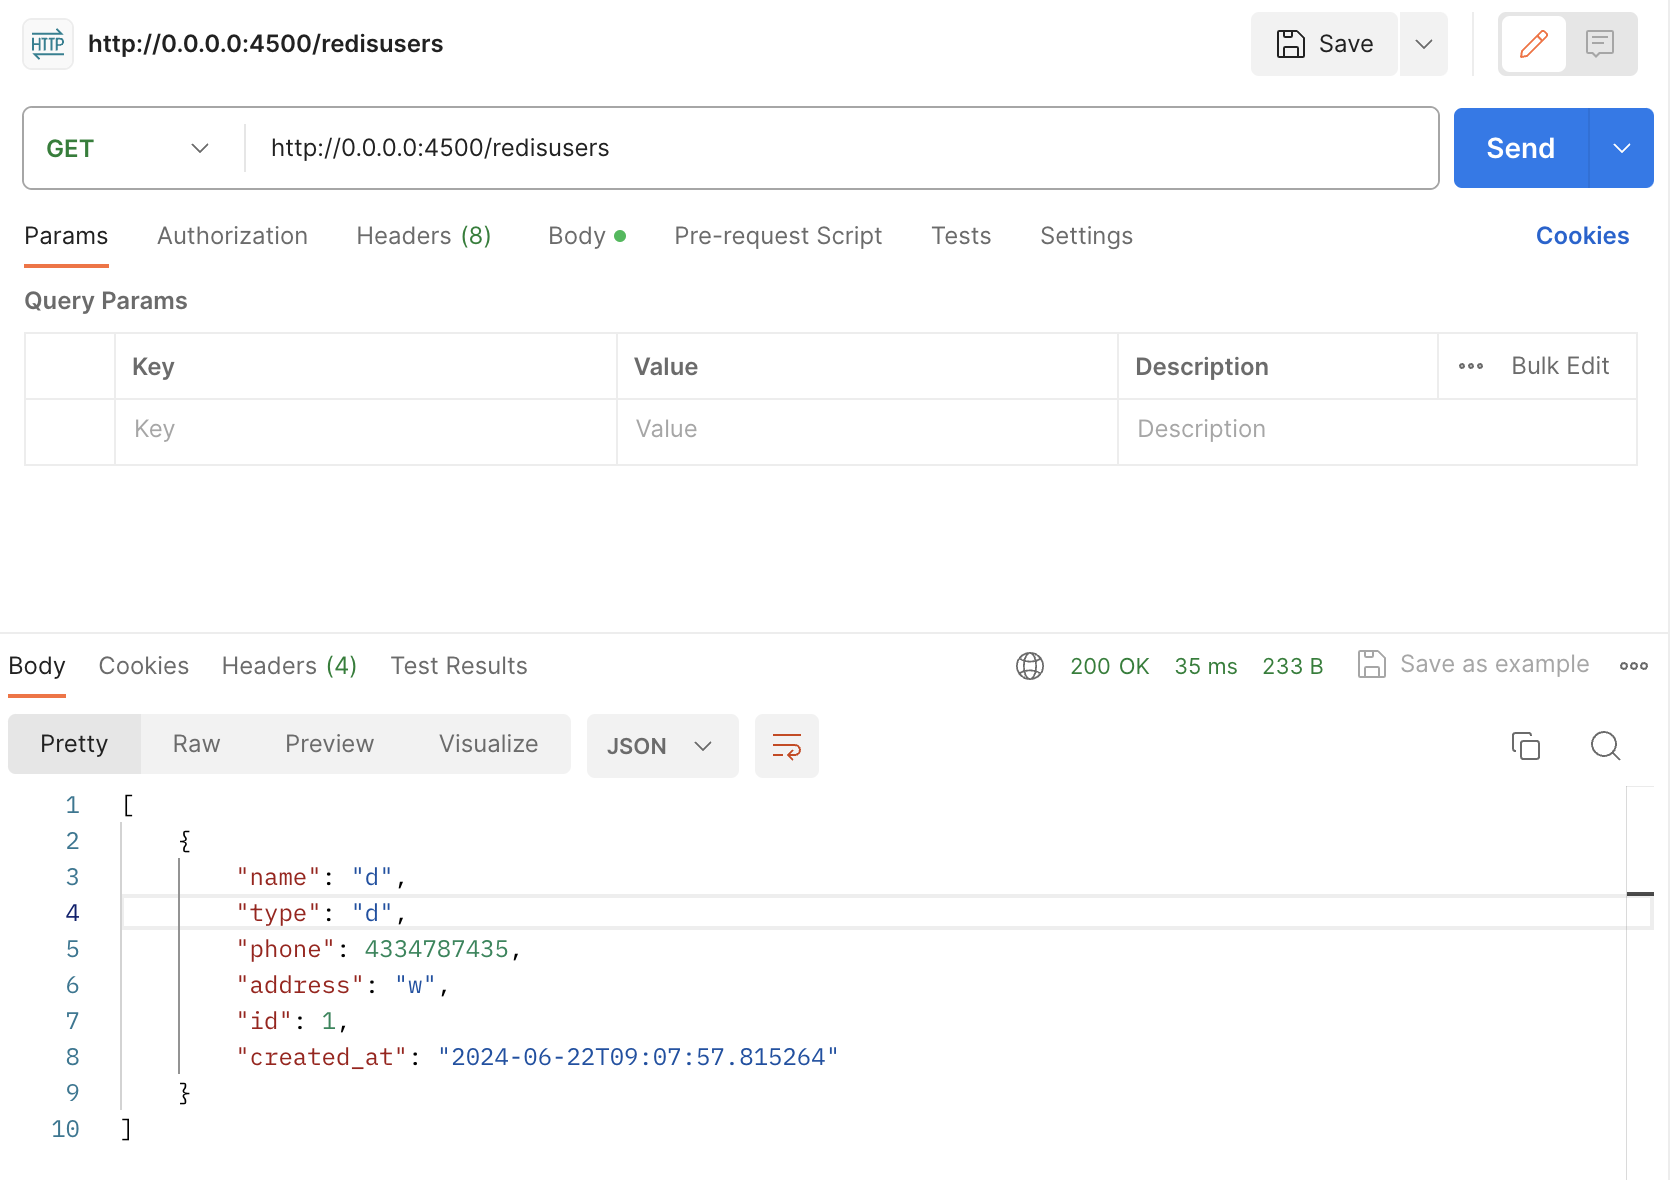 HTTP http://0.0.0.0:4500/redisusers Save
GET http://0.0.0.0:4500/redisusers Send
Params Authorization Headers (8) Body Pre-request Script Tests Settings Cookies
Query Params
Key Value Description Bulk Edit
Key Value Description
Body Cookies Headers (4) Test Results 200 OK 35 ms 233 B Save as example
Pretty Raw Preview Visualize JSON
1 [
2 {
3 "name": "d",
4 "type": "d",
5 "phone": 4334787435,
6 "address": "w",
7 "id": 1,
8 "created_at": "2024-06-22T09:07:57.815264"
9 }
10 ]